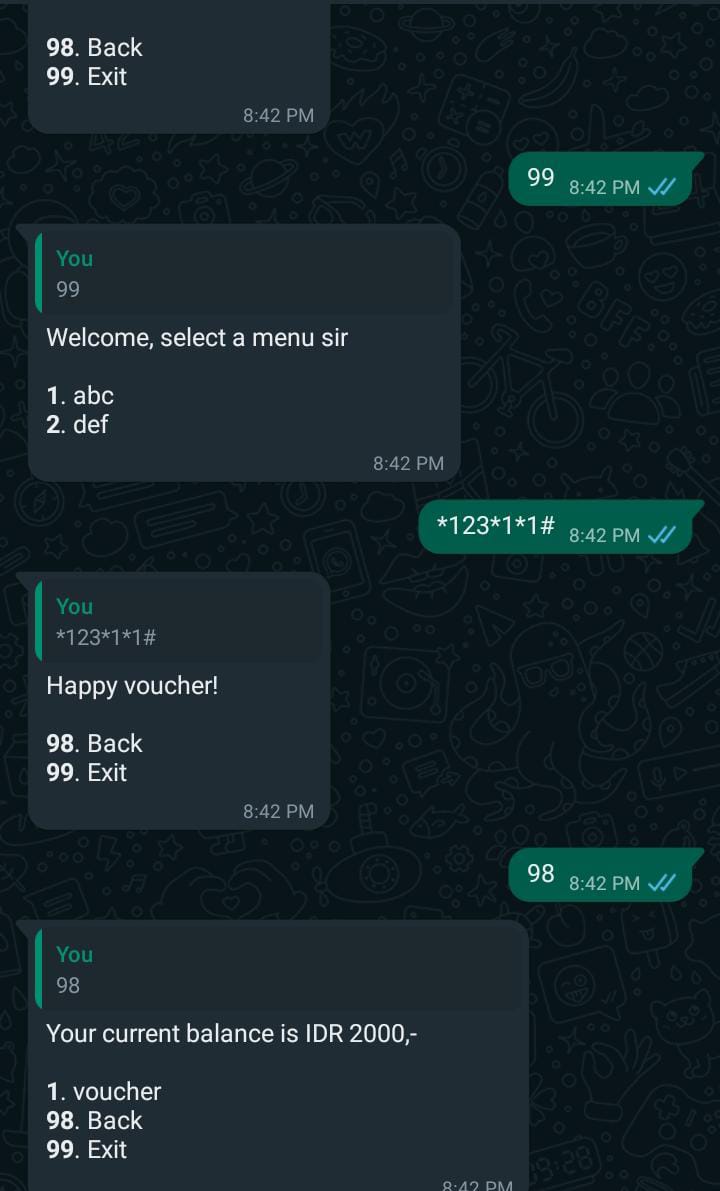 98. Back
99. Exit
8:42 PM
99 8:42 PM
You
99
Welcome, select a menu sir
1. abc
2. def
8:42 PM
*123*1*1# 8:42 PM
You
*123*1*1#
Happy voucher!
98. Back
99. Exit
8:42 PM
98 8:42 PM
You
98
Your current balance is IDR 2000,-
1. voucher
98. Back
99. Exit
8:42 PM